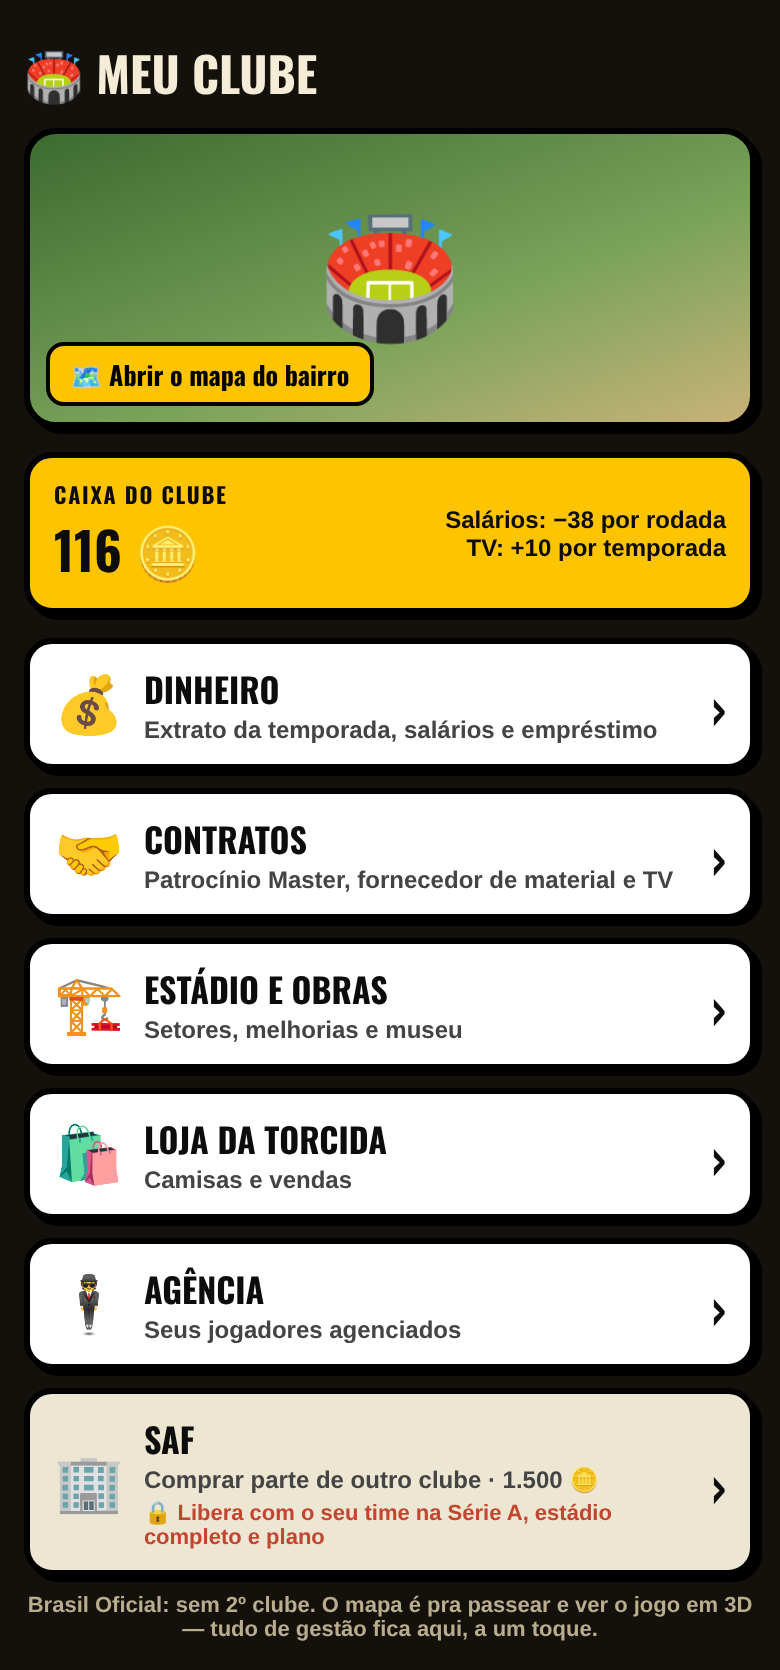 MEU CLUBE
Abrir o mapa do bairro
CAIXA DO CLUBE
116
Salários: −38 por rodada
TV: +10 por temporada
DINHEIRO
Extrato da temporada, salários e empréstimo
CONTRATOS
Patrocínio Master, fornecedor de material e TV
ESTÁDIO E OBRAS
Setores, melhorias e museu
LOJA DA TORCIDA
Camisas e vendas
AGÊNCIA
Seus jogadores agenciados
SAF
Comprar parte de outro clube · 1.500
Libera com o seu time na Série A, estádio
completo e plano
Brasil Oficial: sem 2º clube. O mapa é pra passear e ver o jogo em 3D
— tudo de gestão fica aqui, a um toque.